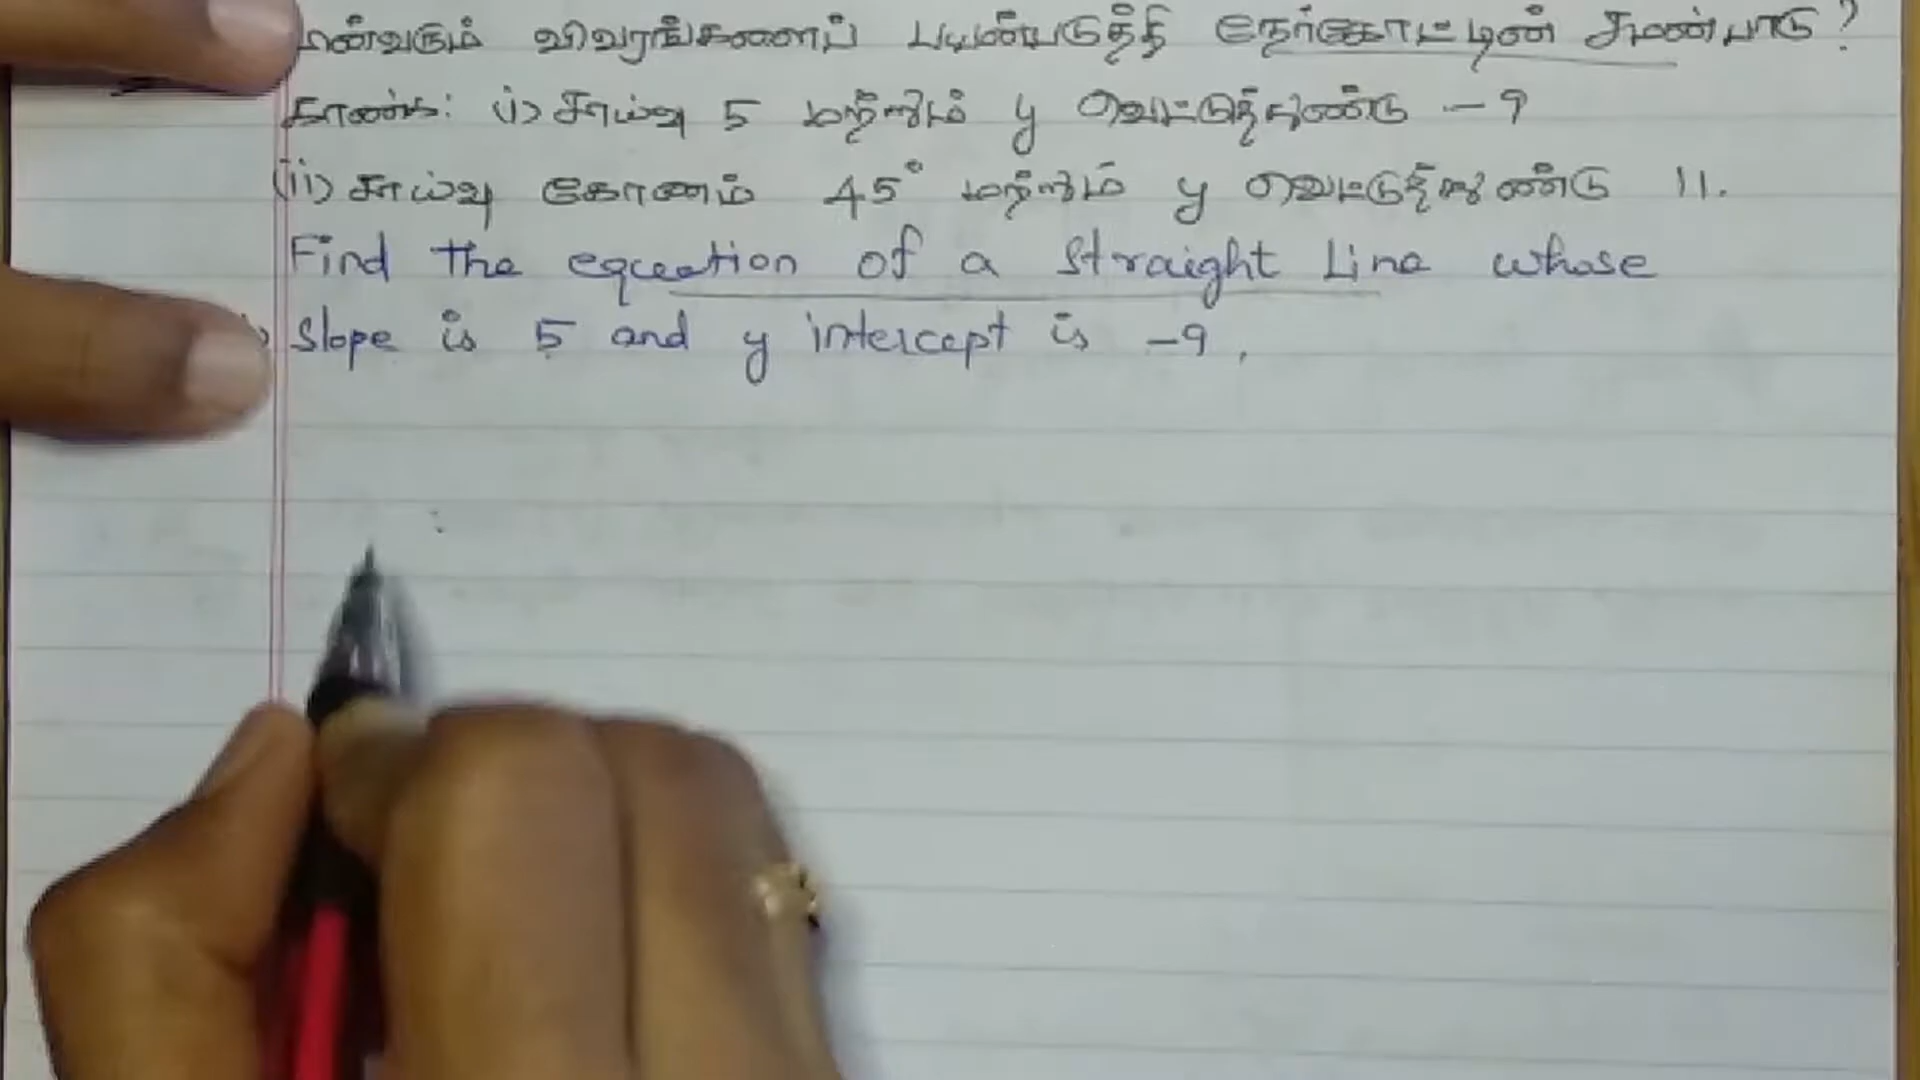 பின்வரும் விவரங்களைப் பயன்படுத்தி நேர்கோட்டின் சமன்பாடு ?
காண்க: i) சாய்வு 5 மற்றும் y வெட்டுத்துண்டு -9
(ii) சாய்வு கோணம் 45° மற்றும் y வெட்டுத்துண்டு 11.
Find the equation of a straight Line whose
Slope is 5 and y intercept is -9,